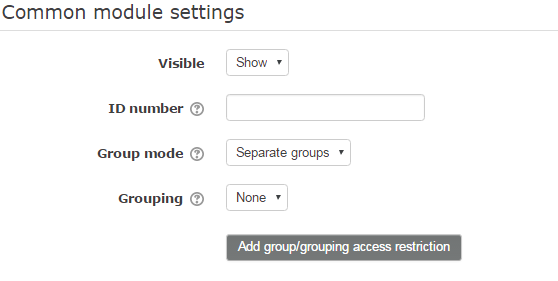 Common module settings
Visible Show
ID number
Group mode Separate groups
Grouping None
Add group/grouping access restriction